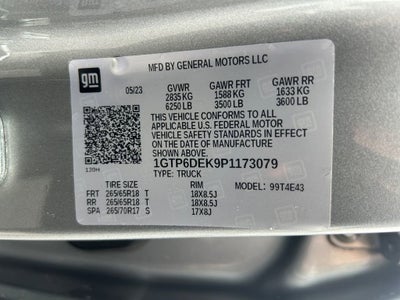 gm
MFD BY GENERAL MOTORS LLC
05/23 GVWR GAWR FRT GAWR RR
2835 KG 1588 KG 1633 KG
6250 LB 3500 LB 3600 LB
THIS VEHICLE CONFORMS TO ALL
APPLICABLE U.S. FEDERAL MOTOR
VEHICLE SAFETY STANDARDS IN EFFECT
ON THE DATE OF MANUFACTURE
SHOWN ABOVE.
1GTP6DEK9P1173079
TYPE: TRUCK
TIRE SIZE RIM 99T4E43
FRT 265/65R18 T 18X8.5J
RR 265/65R18 T 18X8.5J
SPA 265/70R17 S 17X8J